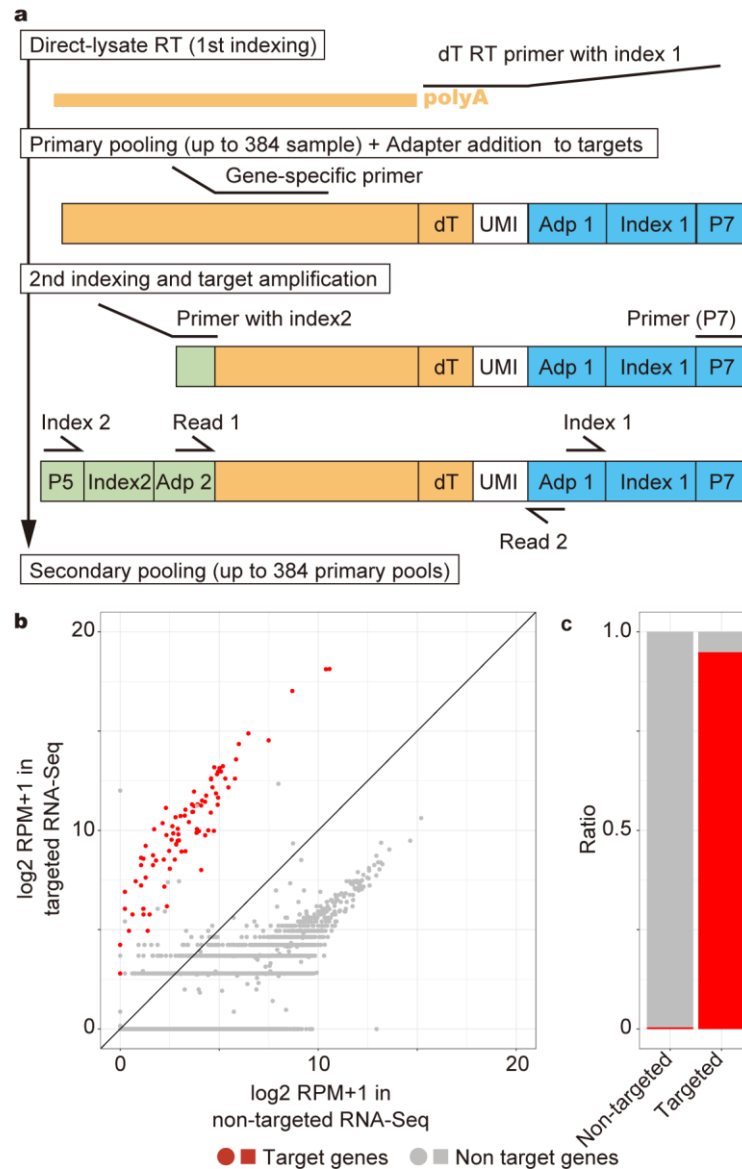 a
Direct-lysate RT (1st indexing)
dT RT primer with index 1
polyA
Primary pooling (up to 384 sample) + Adapter addition to targets
Gene-specific primer
dT UMI Adp 1 Index 1 P7
2nd indexing and target amplification
Primer with index2 Primer (P7)
dT UMI Adp 1 Index 1 P7
Index 2 Read 1 Index 1
P5 Index2 Adp 2 dT UMI Adp 1 Index 1 P7
Read 2
Secondary pooling (up to 384 primary pools)
b
20
10
0
log2 RPM+1 in
targeted RNA-Seq
0 10 20
log2 RPM+1 in
non-targeted RNA-Seq
c
1.0
0.5
0
Ratio
Non-targeted
Targeted
Target genes Non target genes